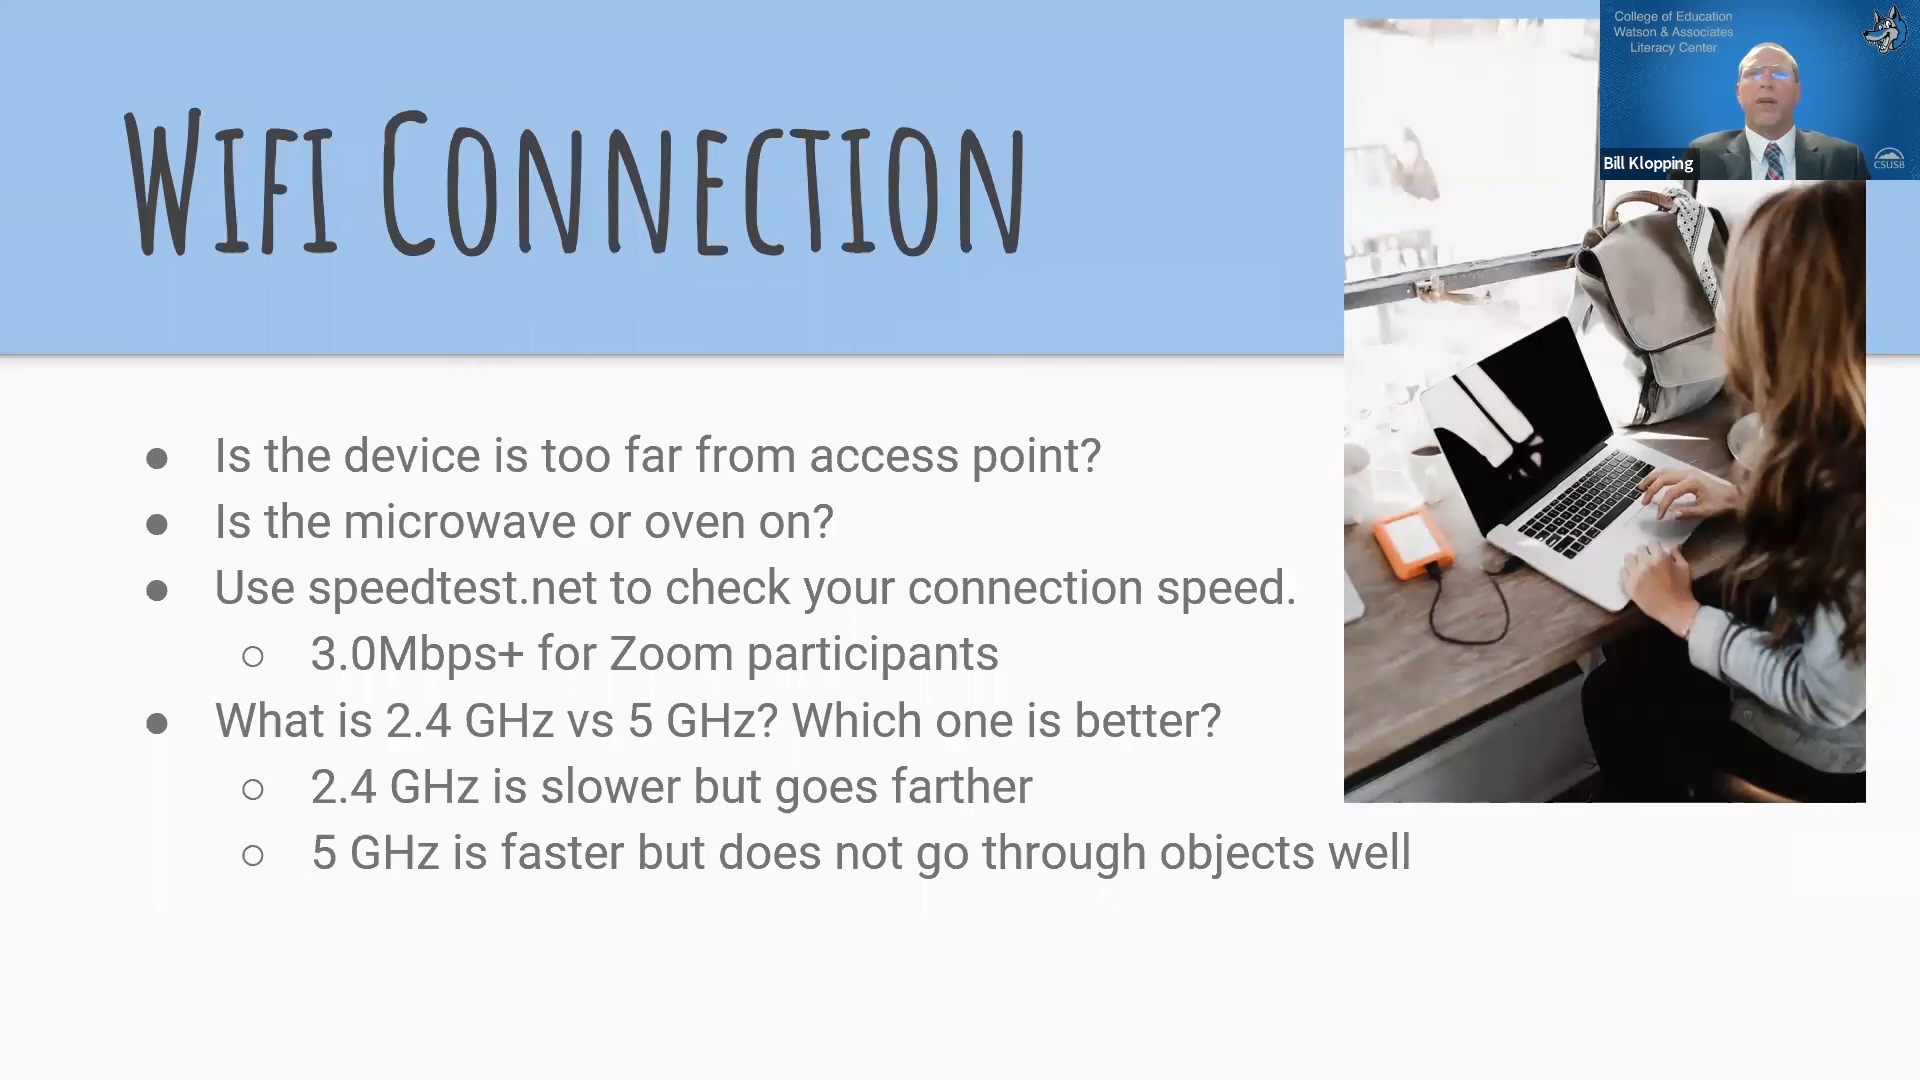 College of Education
Watson & Associates
Literacy Center
Bill Klopping
CSUSB
Wifi Connection
● Is the device is too far from access point?
● Is the microwave or oven on?
● Use speedtest.net to check your connection speed.
○ 3.0Mbps+ for Zoom participants
● What is 2.4 GHz vs 5 GHz? Which one is better?
○ 2.4 GHz is slower but goes farther
○ 5 GHz is faster but does not go through objects well